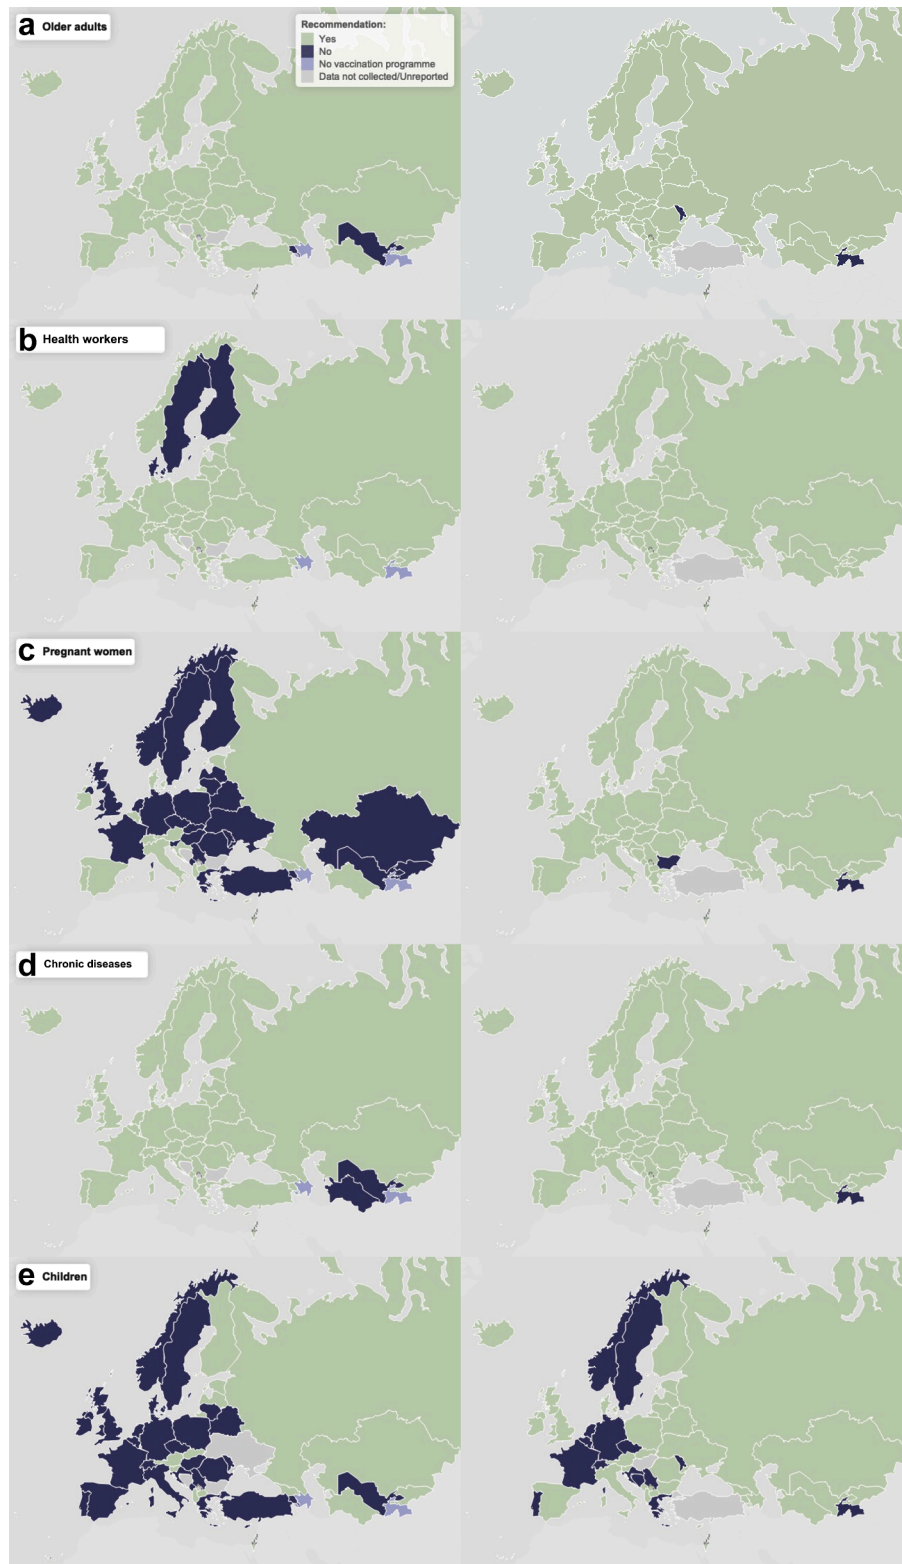 a Older adults
Recommendation:
Yes
No
No vaccination programme
Data not collected/Unreported
b Health workers
c Pregnant women
d Chronic diseases
e Children